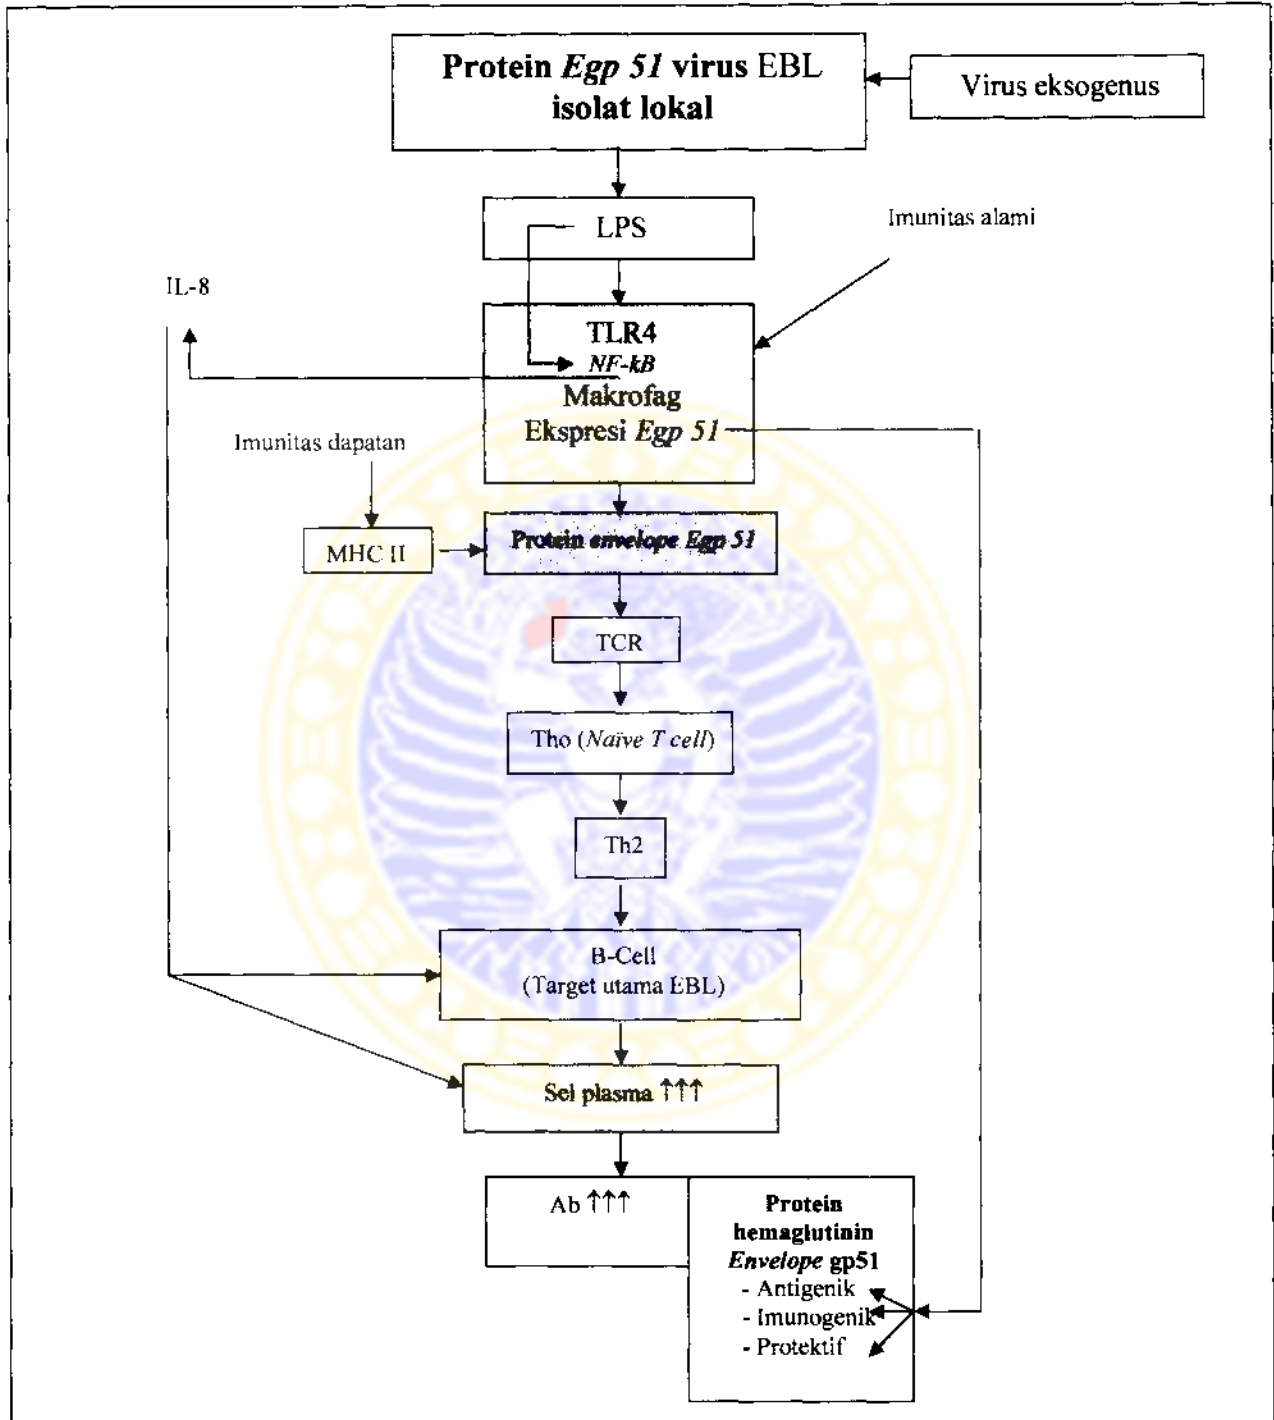 Protein Egp 51 virus EBL
isolat lokal
Virus eksogenus
LPS
Imunitas alami
IL-8
TLR4
NF-kB
Makrofag
Ekspresi Egp 51
Imunitas dapatan
MHC II
Protein envelope Egp 51
TCR
Tho (Naïve T cell)
Th2
B-Cell
(Target utama EBL)
Sel plasma ↑↑↑
Ab ↑↑↑
Protein
hemaglutinin
Envelope gp51
- Antigenik
- Imunogenik
- Protektif